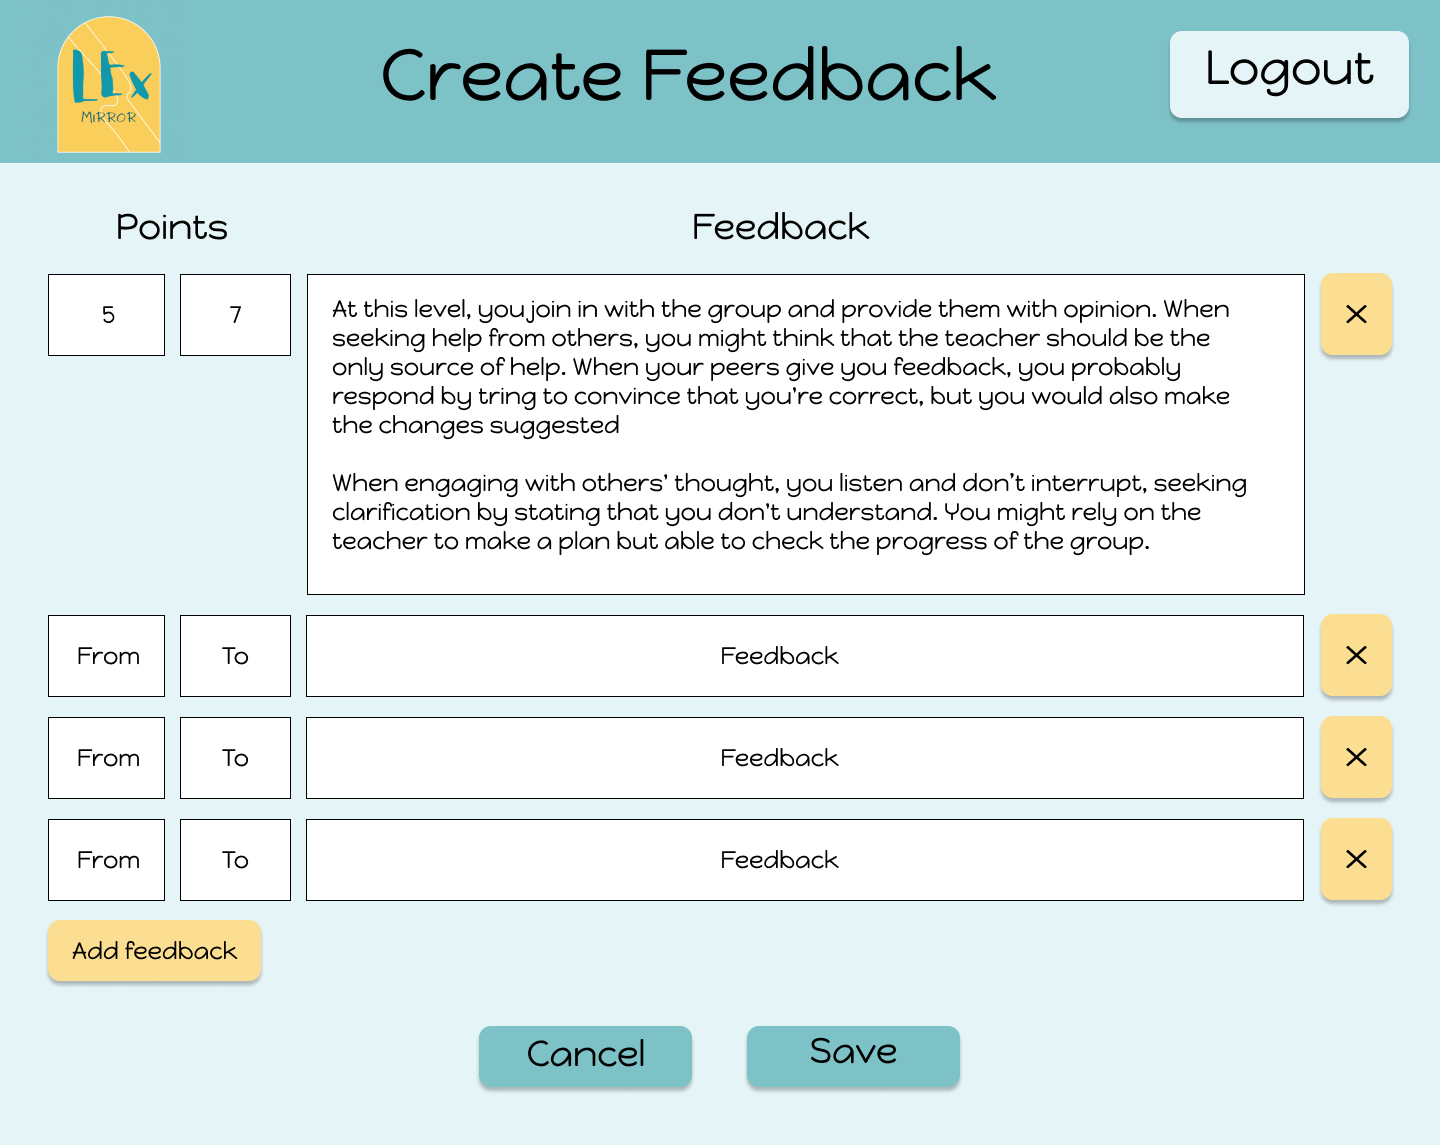 LEx
MIRROR
Create Feedback
Logout
Points
Feedback
5
7
At this level, you join in with the group and provide them with opinion. When
seeking help from others, you might think that the teacher should be the
only source of help. When your peers give you feedback, you probably
respond by tring to convince that you're correct, but you would also make
the changes suggested
When engaging with others' thought, you listen and don't interrupt, seeking
clarification by stating that you don't understand. You might rely on the
teacher to make a plan but able to check the progress of the group.
X
From
To
Feedback
X
From
To
Feedback
X
From
To
Feedback
X
Add feedback
Cancel
Save